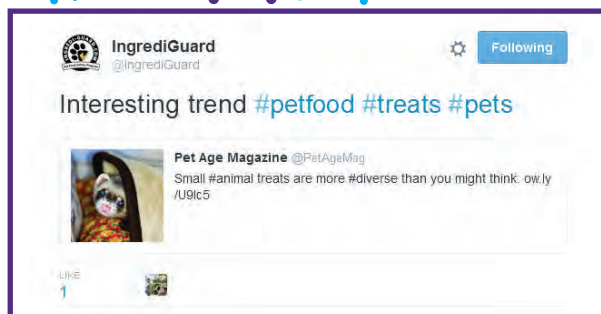 IngrediGuard
@IngrediGuard
Following
Interesting trend #petfood #treats #pets
Pet Age Magazine @PetAgeMag
Small #animal treats are more #diverse than you might think: ow.ly
/U9Ic5
LIKE
1